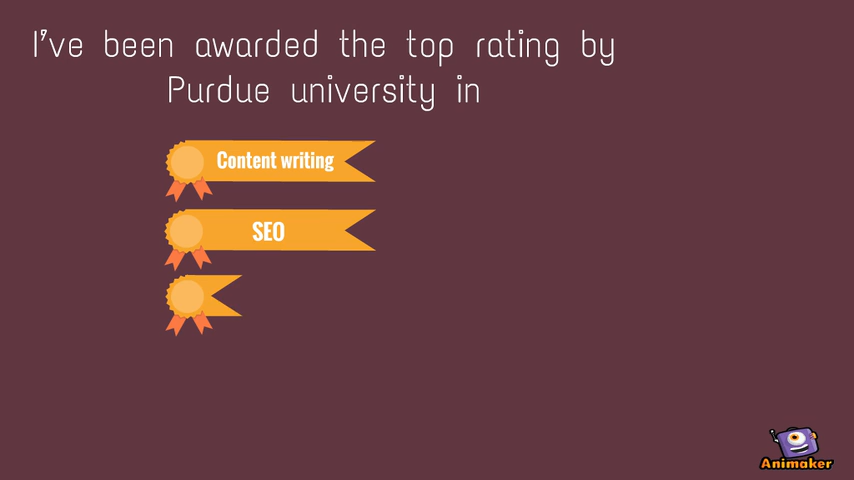 I've been awarded the top rating by
Purdue university in
Content writing
SEO
Animaker